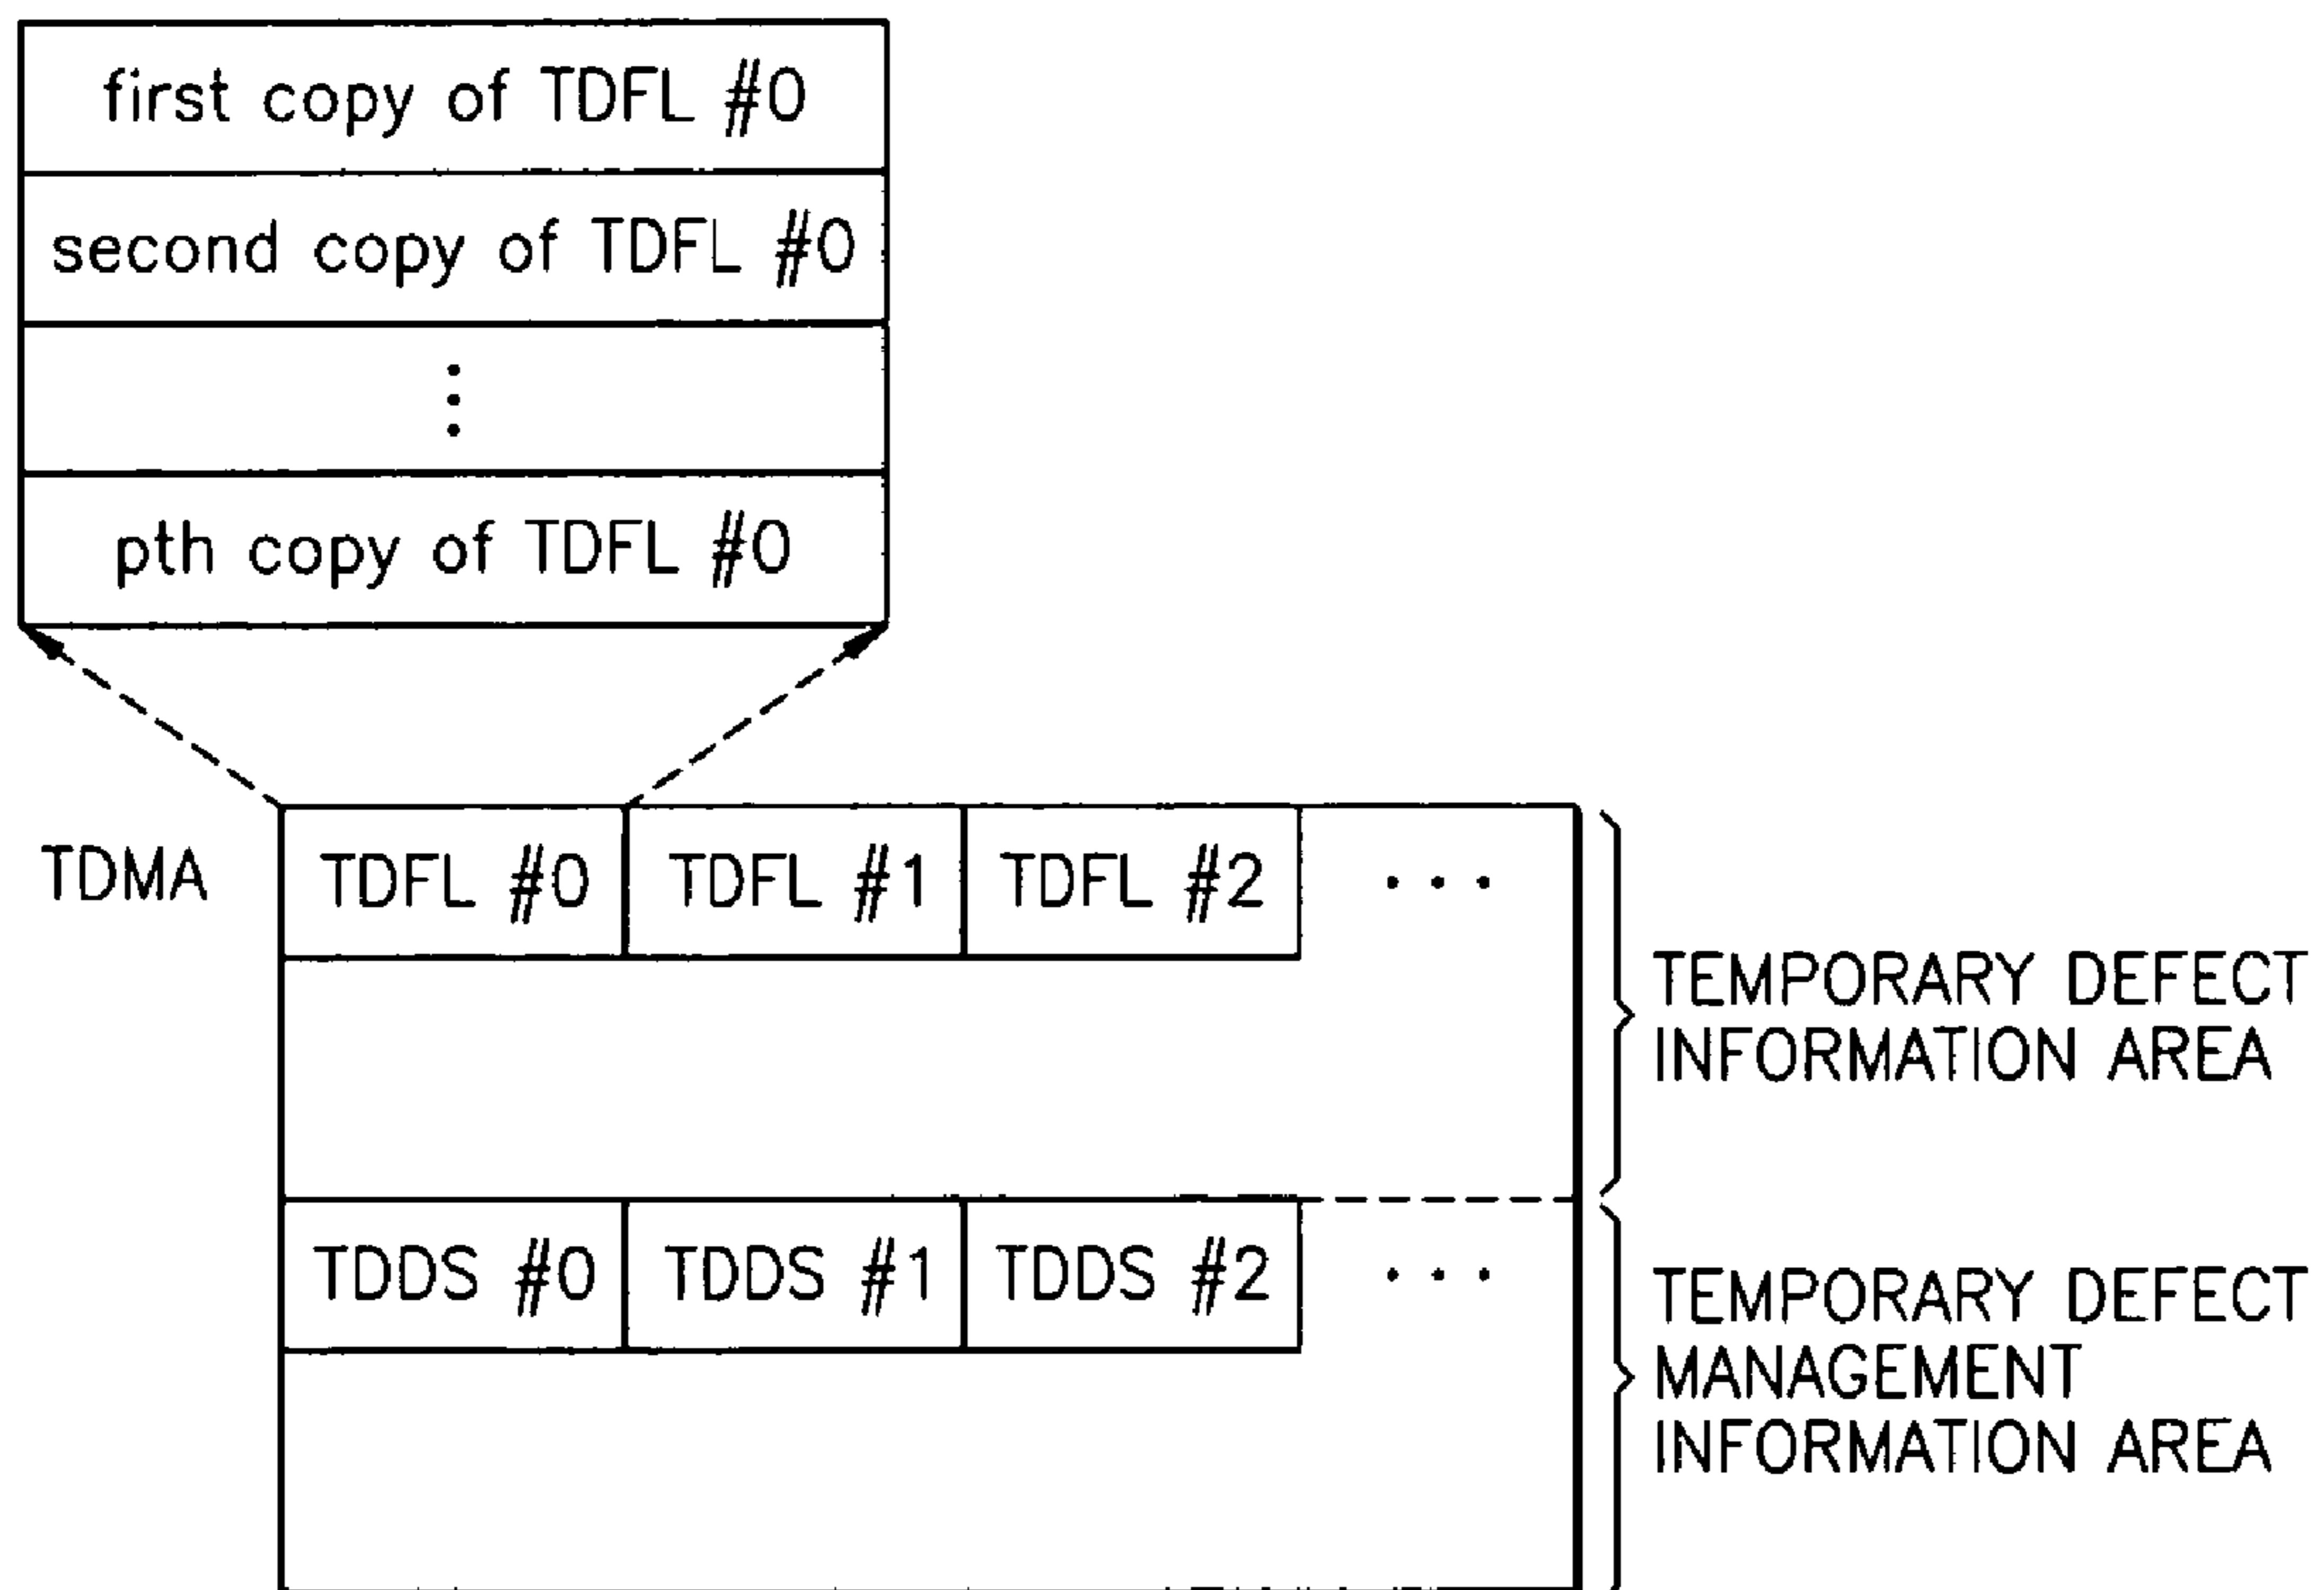 first copy of TDFL #0
second copy of TDFL #0
pth copy of TDFL #0
TDMA
TDFL #0
TDFL #1
TDFL #2
...
TEMPORARY DEFECT
INFORMATION AREA
TDDS #0
TDDS #1
TDDS #2
...
TEMPORARY DEFECT
MANAGEMENT
INFORMATION AREA